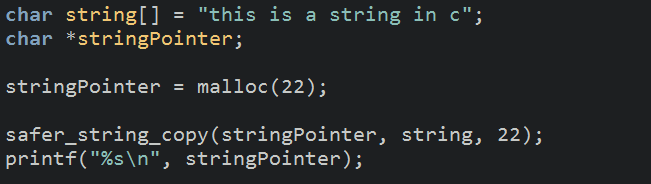 char string[] = "this is a string in c";
char *stringPointer;
stringPointer = malloc(22);
safer_string_copy(stringPointer, string, 22);
printf("%s\n", stringPointer);